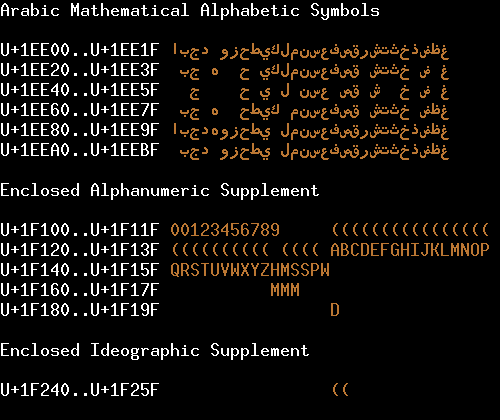 Arabic Mathematical Alphabetic Symbols
U+1EE00..U+1EE1F ابجد وزحطيكلمنسعفصقرشتثخذضظغ
U+1EE20..U+1EE3F بج ه ح يكلمنسعفصق شتثخ ض غ
U+1EE40..U+1EE5F ج ح ي ل نسع صق ش خ ض غ
U+1EE60..U+1EE7F بج ه حطيك منسعفصق شتثخ ضظغ
U+1EE80..U+1EE9F ابجدهوزحطي لمنسعفصقرشتثخذضظغ
U+1EEA0..U+1EEBF بجد وزحطي لمنسعفصقرشتثخذضظغ
Enclosed Alphanumeric Supplement
U+1F100..U+1F11F 00123456789 ((((((((((((((((
U+1F120..U+1F13F (((((((((( (((( ABCDEFGHIJKLMNOP
U+1F140..U+1F15F QRSTUVWXYZHMSSPW
U+1F160..U+1F17F MMM
U+1F180..U+1F19F D
Enclosed Ideographic Supplement
U+1F240..U+1F25F ((